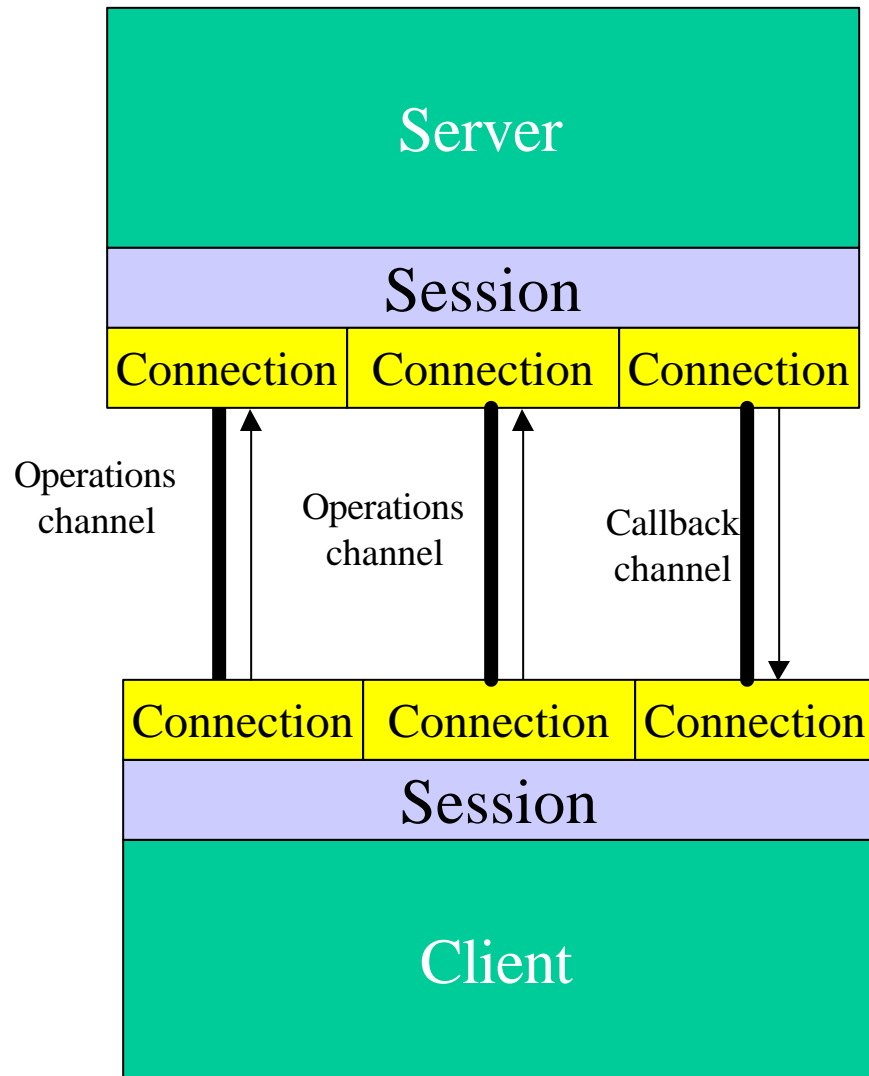 Server
Session
Connection Connection Connection
Operations
channel
Operations
channel
Callback
channel
Connection Connection Connection
Session
Client